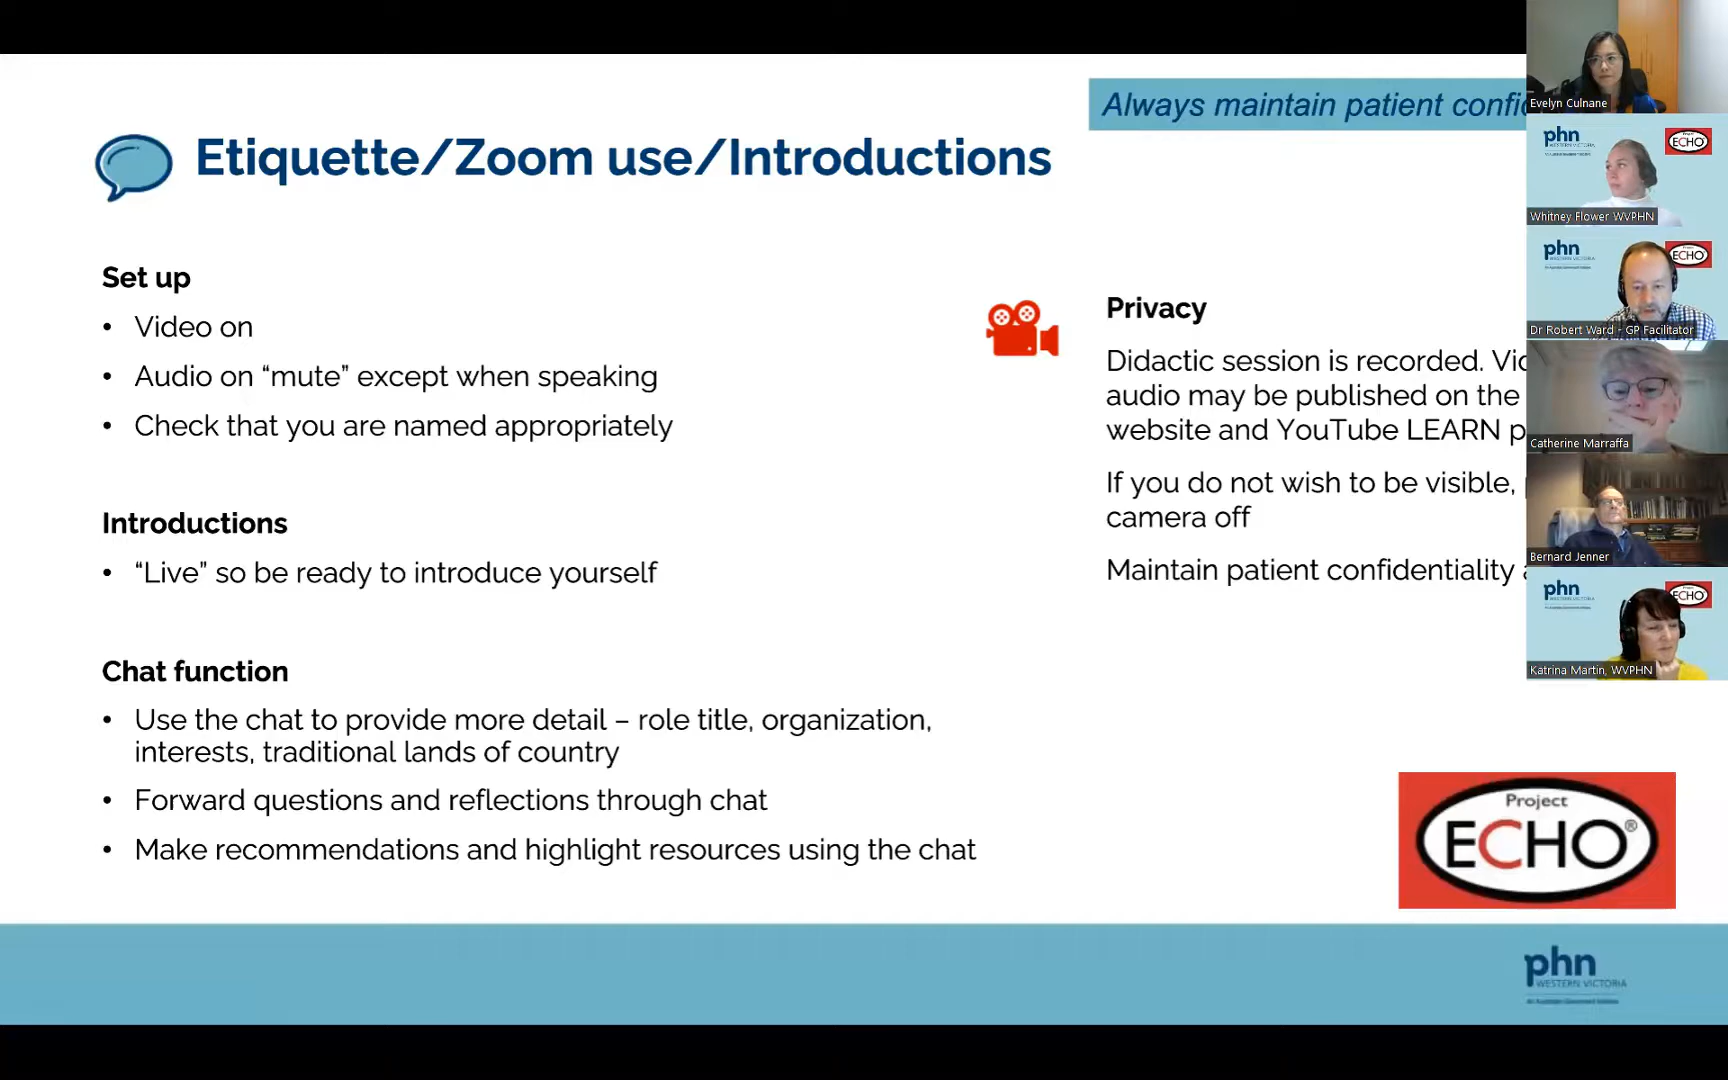 Always maintain patient confi
Etiquette/Zoom use/Introductions
Set up
• Video on
• Audio on “mute” except when speaking
• Check that you are named appropriately
Introductions
• “Live” so be ready to introduce yourself
Chat function
• Use the chat to provide more detail – role title, organization,
interests, traditional lands of country
• Forward questions and reflections through chat
• Make recommendations and highlight resources using the chat
Privacy
Didactic session is recorded. Vid
audio may be published on the
website and YouTube LEARN p
If you do not wish to be visible,
camera off
Maintain patient confidentiality
Project
ECHO®
phn
WESTERN VICTORIA
Evelyn Culnane
phn
ECHO
Whitney Flower WVPHN
phn
ECHO
Dr Robert Ward - GP Facilitator
Catherine Marraffa
Bernard Jenner
phn
ECHO
Katrina Martin, WVPHN